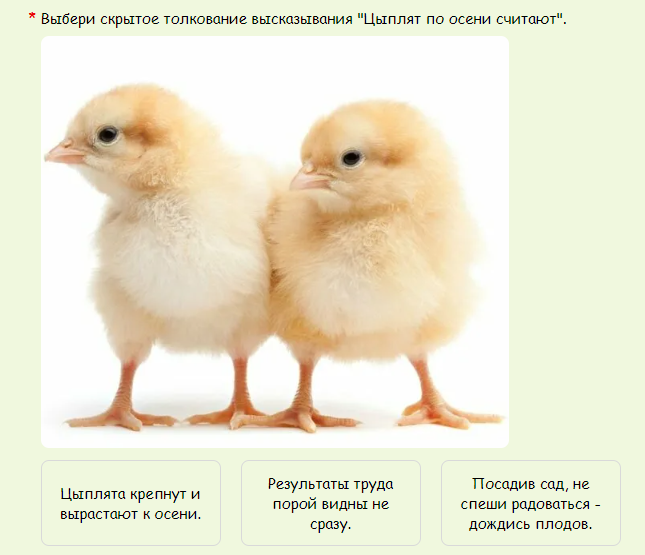 * Выбери скрытое толкование высказывания "Цыплят по осени считают".
Цыплята крепнут и
вырастают к осени.
Результаты труда
порой видны не
сразу.
Посадив сад, не
спеши радоваться -
дождись плодов.